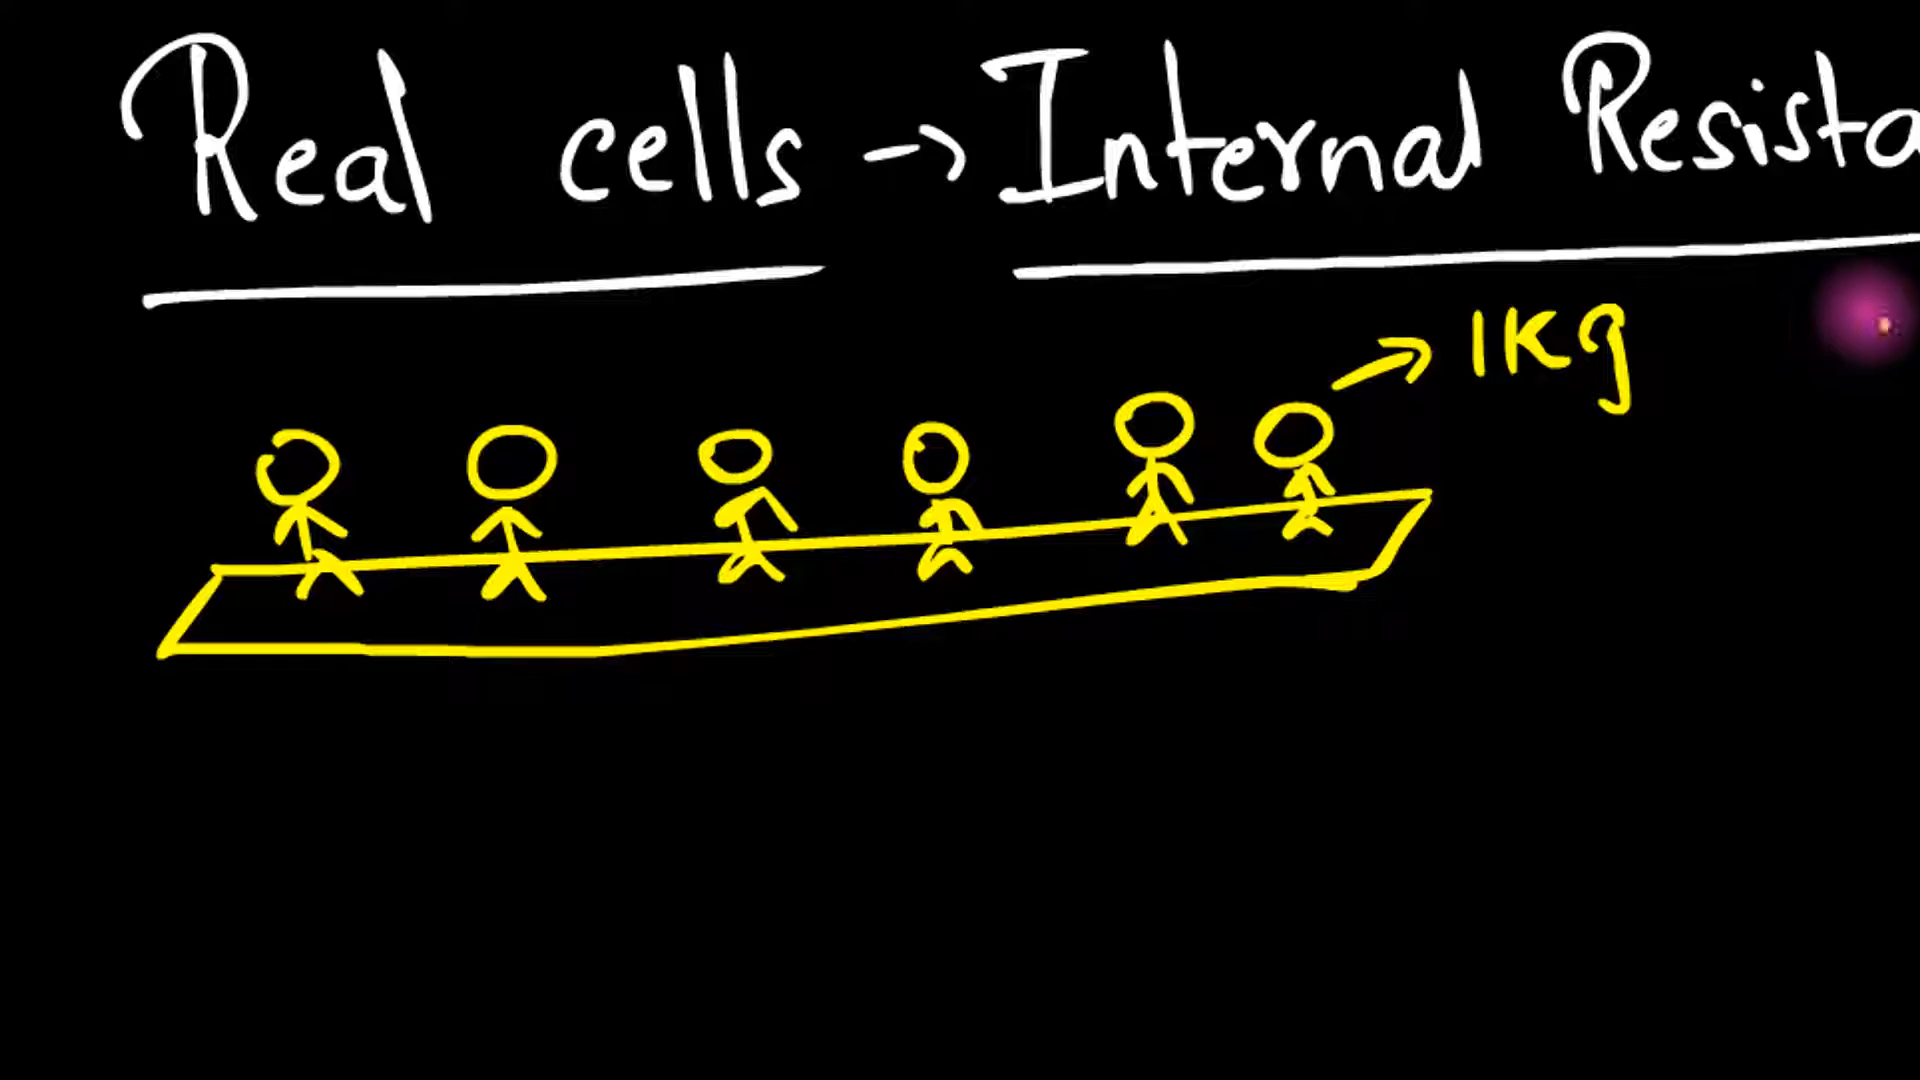 Real cells → Internal Resista
1Kg